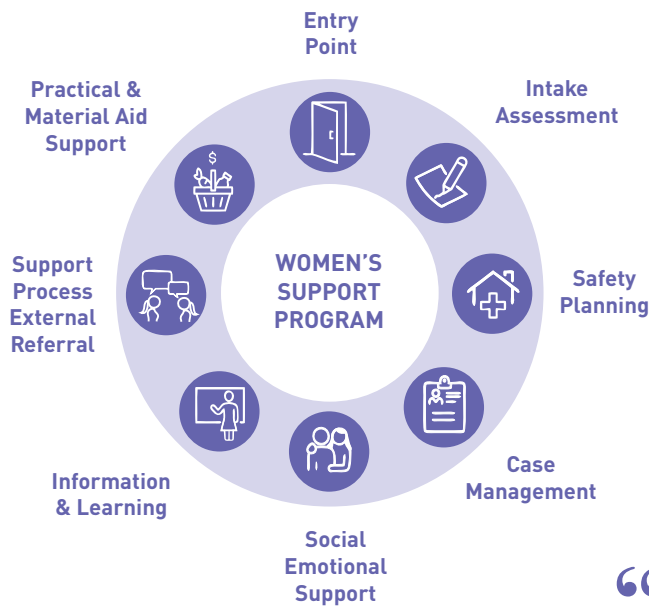 Entry
Point
Intake
Assessment
Safety
Planning
Case
Management
Social
Emotional
Support
Information
& Learning
Support
Process
External
Referral
Practical &
Material Aid
Support
$
WOMEN'S
SUPPORT
PROGRAM
“